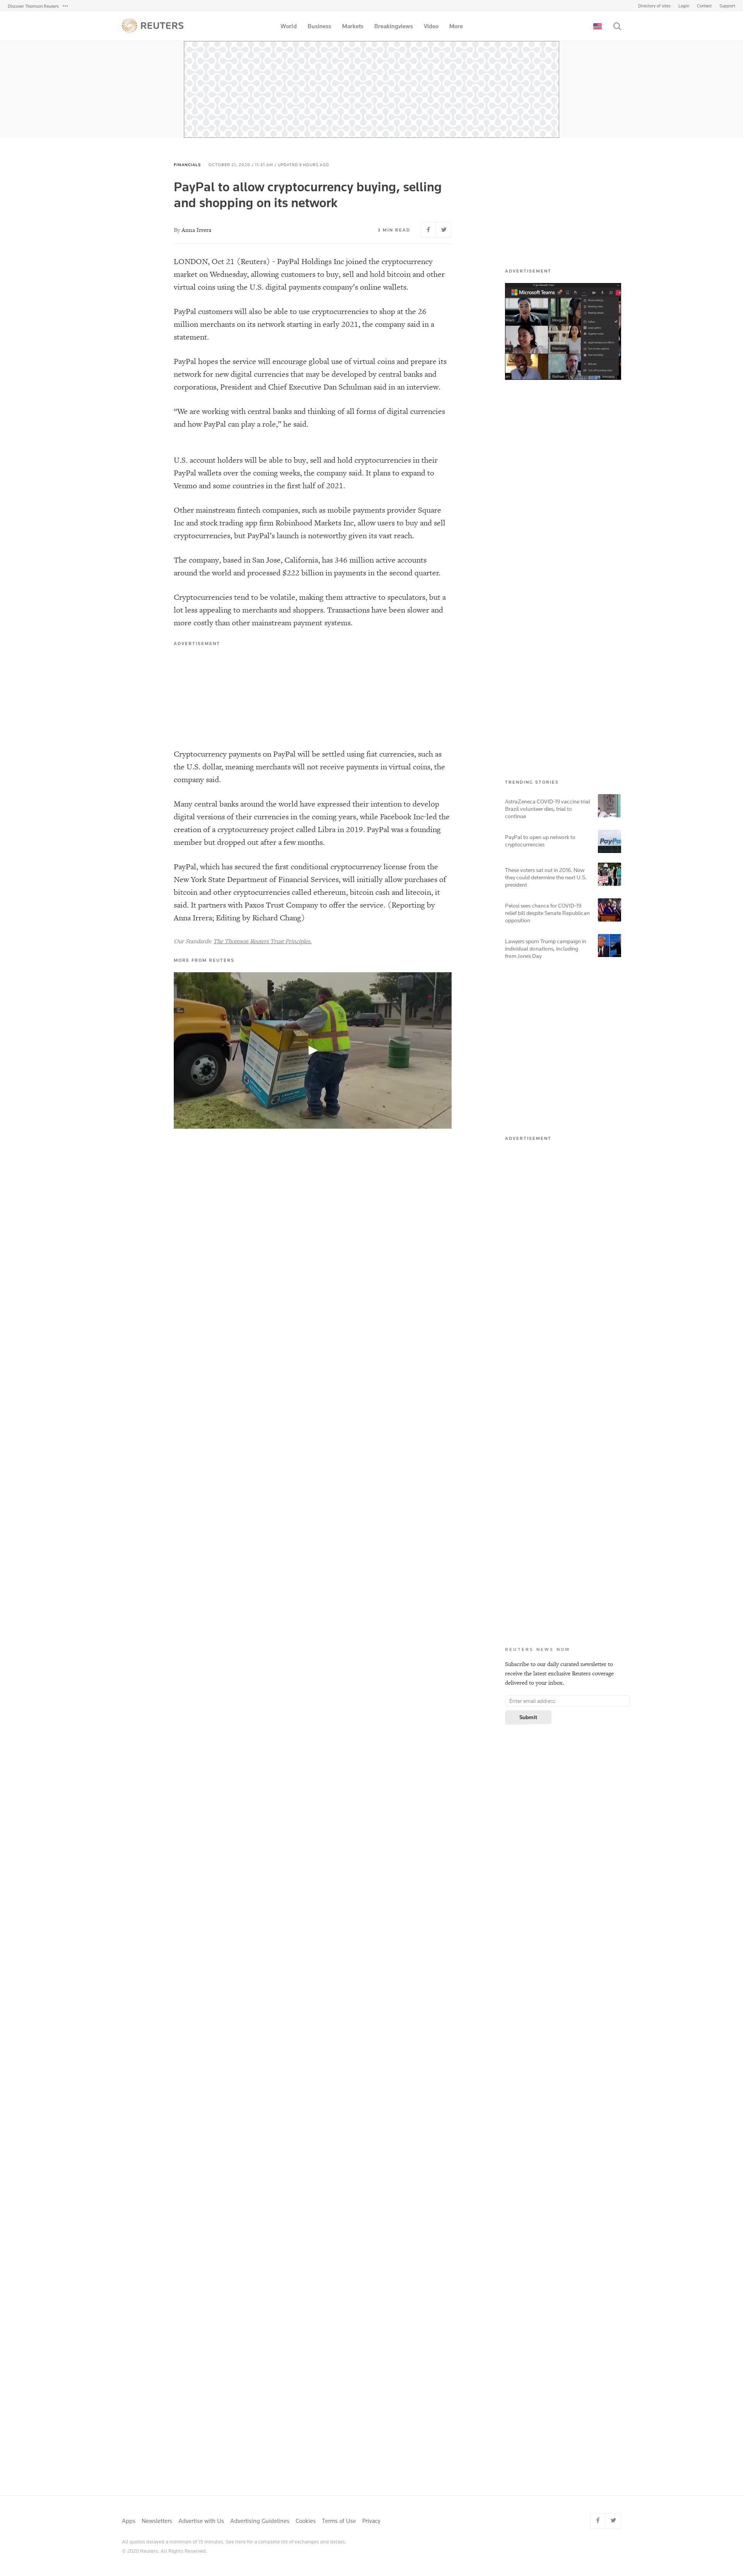 Discover Thomson Reuters
Directory of sites Login Contact Support
REUTERS
World Business Markets Breakingviews Video More
FINANCIALS OCTOBER 21, 2020 / 11:21 AM / UPDATED 9 HOURS AGO
PayPal to allow cryptocurrency buying, selling
and shopping on its network
By Anna Irrera
3 MIN READ
LONDON, Oct 21 (Reuters) - PayPal Holdings Inc joined the cryptocurrency
market on Wednesday, allowing customers to buy, sell and hold bitcoin and other
virtual coins using the U.S. digital payments company’s online wallets.
PayPal customers will also be able to use cryptocurrencies to shop at the 26
million merchants on its network starting in early 2021, the company said in a
statement.
PayPal hopes the service will encourage global use of virtual coins and prepare its
network for new digital currencies that may be developed by central banks and
corporations, President and Chief Executive Dan Schulman said in an interview.
“We are working with central banks and thinking of all forms of digital currencies
and how PayPal can play a role,” he said.
U.S. account holders will be able to buy, sell and hold cryptocurrencies in their
PayPal wallets over the coming weeks, the company said. It plans to expand to
Venmo and some countries in the first half of 2021.
Other mainstream fintech companies, such as mobile payments provider Square
Inc and stock trading app firm Robinhood Markets Inc, allow users to buy and sell
cryptocurrencies, but PayPal’s launch is noteworthy given its vast reach.
The company, based in San Jose, California, has 346 million active accounts
around the world and processed $222 billion in payments in the second quarter.
Cryptocurrencies tend to be volatile, making them attractive to speculators, but a
lot less appealing to merchants and shoppers. Transactions have been slower and
more costly than other mainstream payment systems.
ADVERTISEMENT
Cryptocurrency payments on PayPal will be settled using fiat currencies, such as
the U.S. dollar, meaning merchants will not receive payments in virtual coins, the
company said.
Many central banks around the world have expressed their intention to develop
digital versions of their currencies in the coming years, while Facebook Inc-led the
creation of a cryptocurrency project called Libra in 2019. PayPal was a founding
member but dropped out after a few months.
PayPal, which has secured the first conditional cryptocurrency license from the
New York State Department of Financial Services, will initially allow purchases of
bitcoin and other cryptocurrencies called ethereum, bitcoin cash and litecoin, it
said. It partners with Paxos Trust Company to offer the service. (Reporting by
Anna Irrera; Editing by Richard Chang)
Our Standards: The Thomson Reuters Trust Principles.
MORE FROM REUTERS
ADVERTISEMENT
Microsoft Teams
TRENDING STORIES
AstraZeneca COVID-19 vaccine trial
Brazil volunteer dies, trial to
continue
PayPal to open up network to
cryptocurrencies
PayPa
These voters sat out in 2016. Now
they could determine the next U.S.
president
Pelosi sees chance for COVID-19
relief bill despite Senate Republican
opposition
Lawyers spurn Trump campaign in
individual donations, including
from Jones Day
ADVERTISEMENT
REUTERS NEWS NOW
Subscribe to our daily curated newsletter to
receive the latest exclusive Reuters coverage
delivered to your inbox.
Enter email address
Submit
Apps Newsletters Advertise with Us Advertising Guidelines Cookies Terms of Use Privacy
All quotes delayed a minimum of 15 minutes. See here for a complete list of exchanges and delays.
© 2020 Reuters. All Rights Reserved.